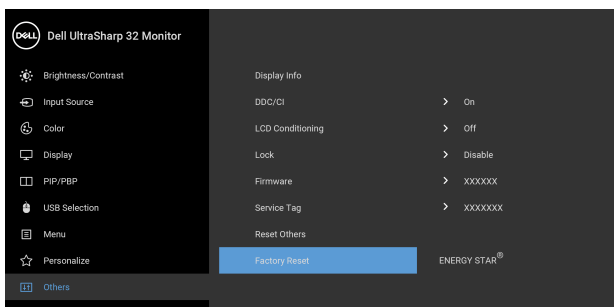 DELL Dell UltraSharp 32 Monitor
Brightness/Contrast Display Info
Input Source DDC/CI > On
Color LCD Conditioning > Off
Display Lock > Disable
PIP/PBP Firmware > XXXXXX
USB Selection Service Tag > XXXXXXX
Menu Reset Others
Personalize Factory Reset ENERGY STAR®
Others